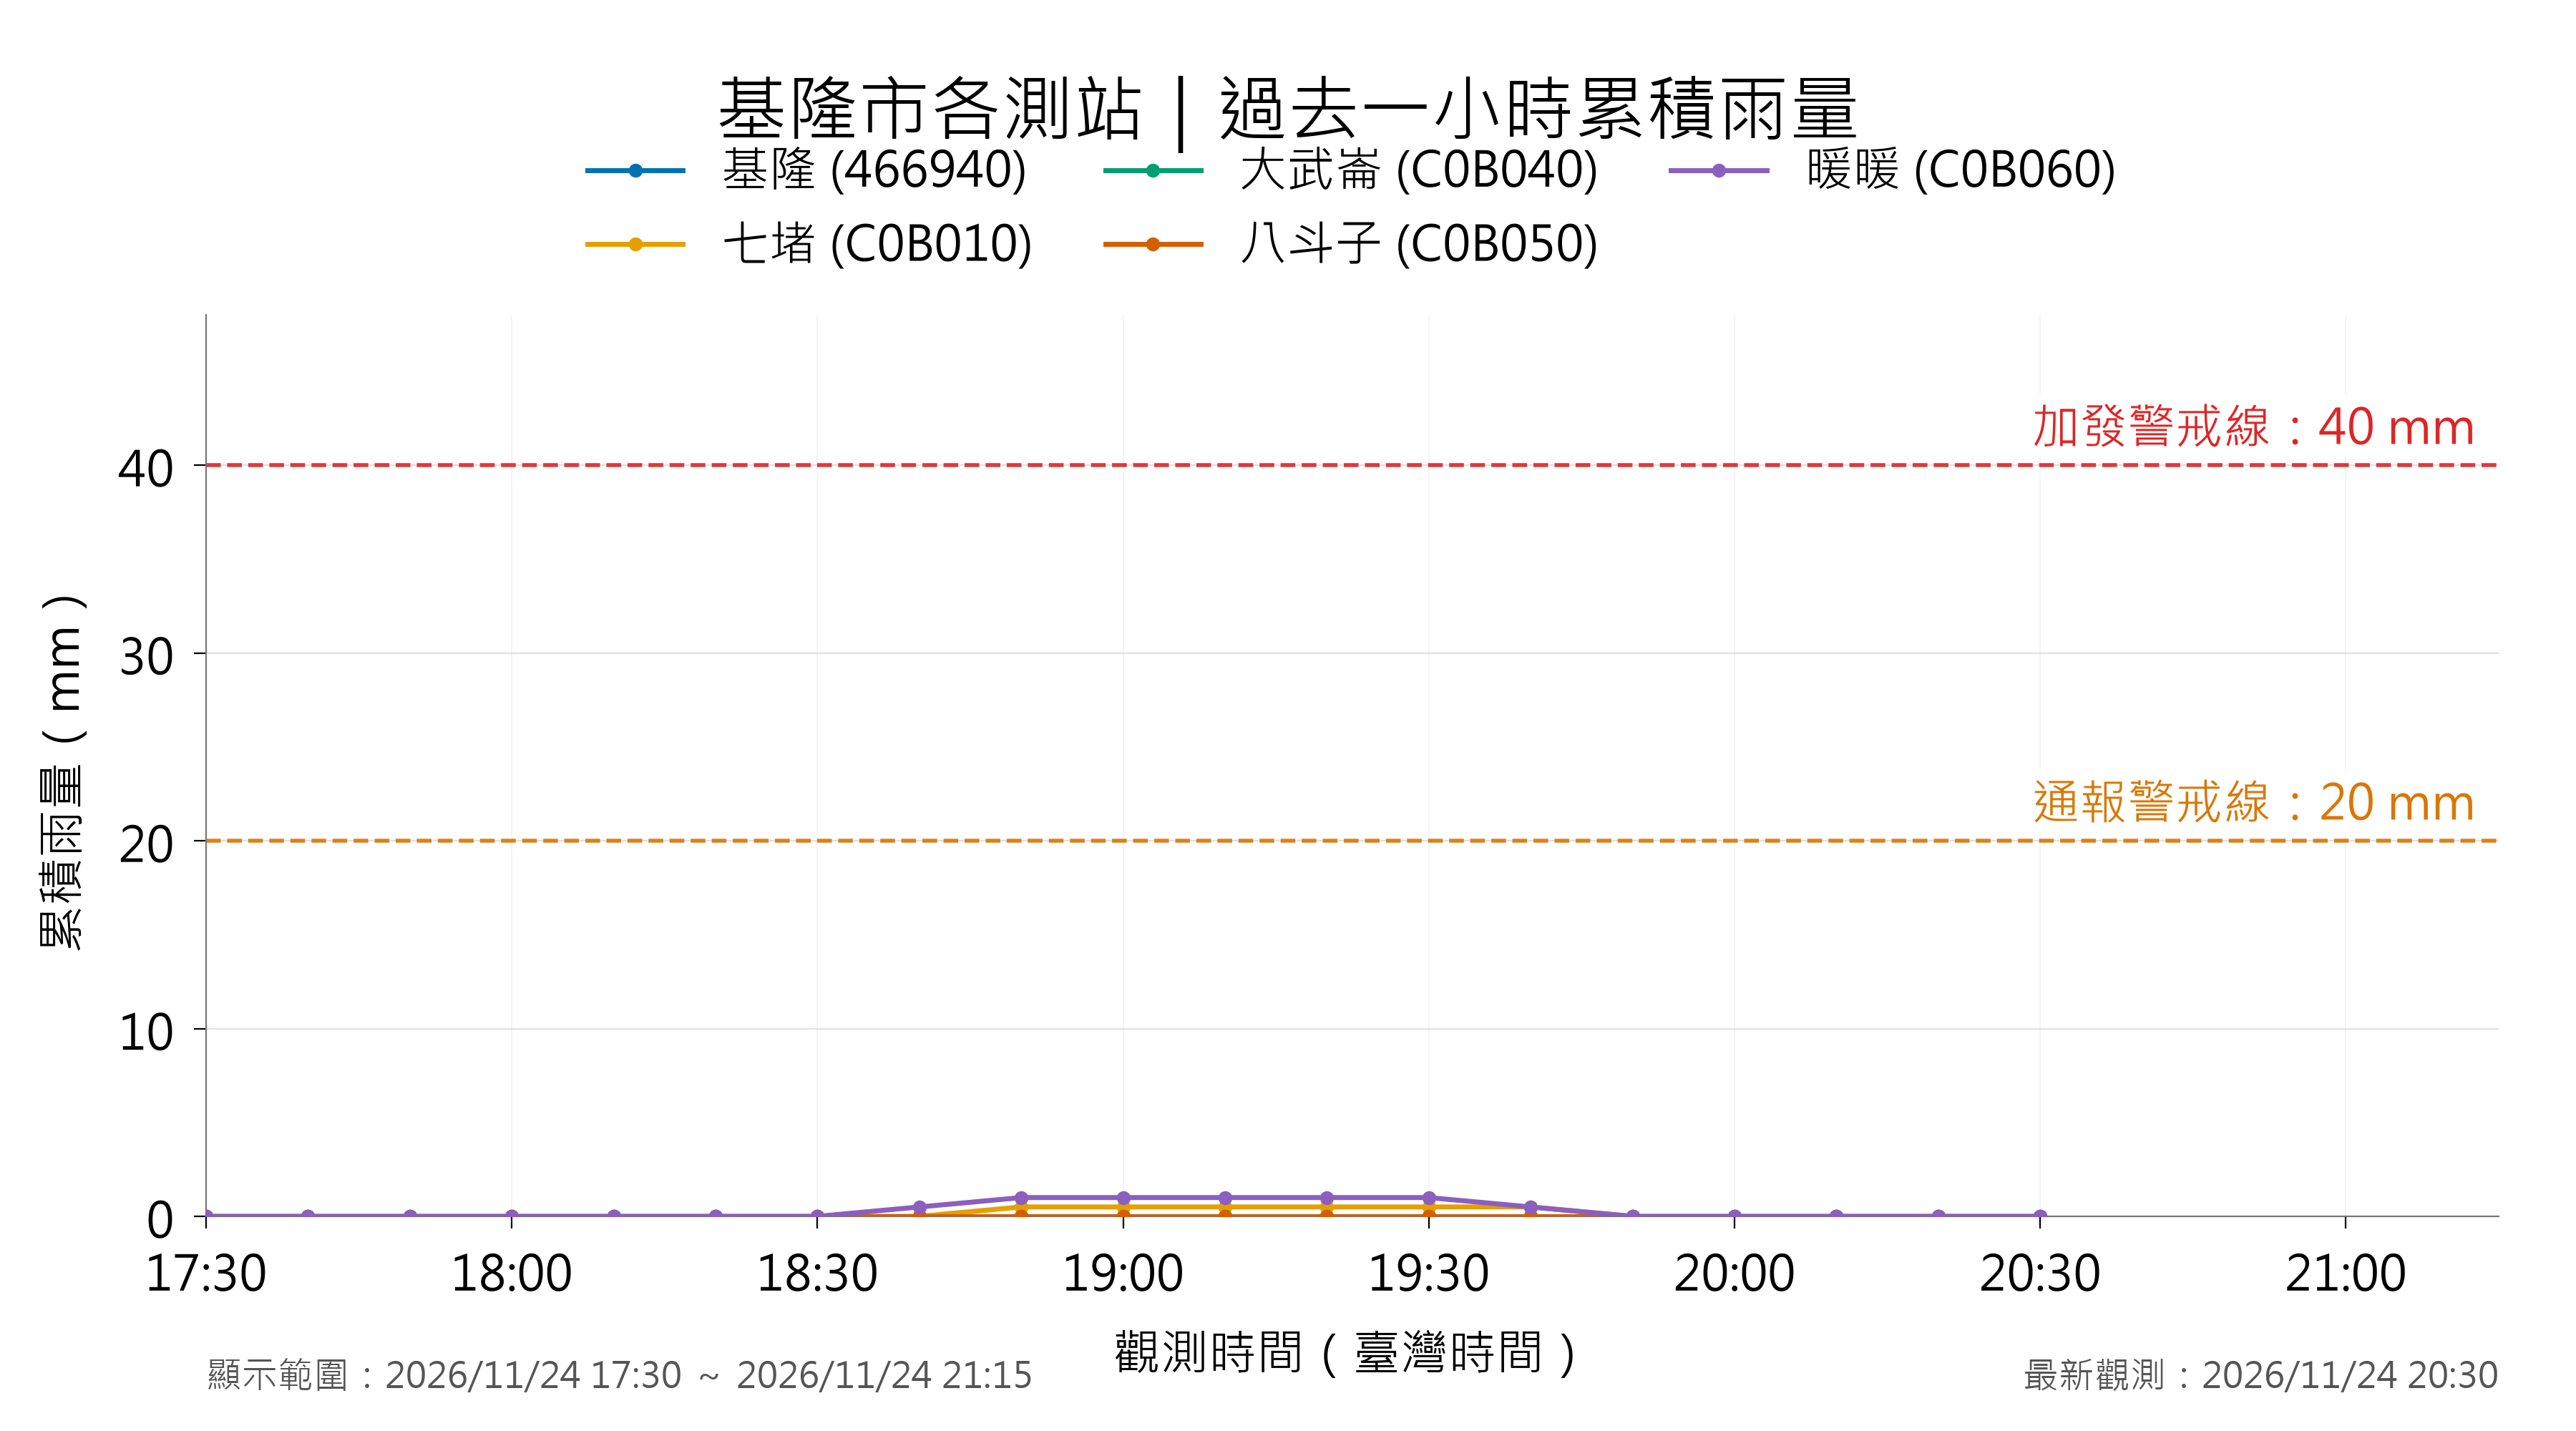 基隆市各測站｜過去一小時累積雨量
基隆 (466940)
大武崙 (C0B040)
暖暖 (C0B060)
七堵 (C0B010)
八斗子 (C0B050)
累積雨量（mm）
40
30
20
10
0
加發警戒線：40 mm
通報警戒線：20 mm
17:30 18:00 18:30 19:00 19:30 20:00 20:30 21:00
觀測時間（臺灣時間）
顯示範圍：2026/11/24 17:30 ~ 2026/11/24 21:15
最新觀測：2026/11/24 20:30